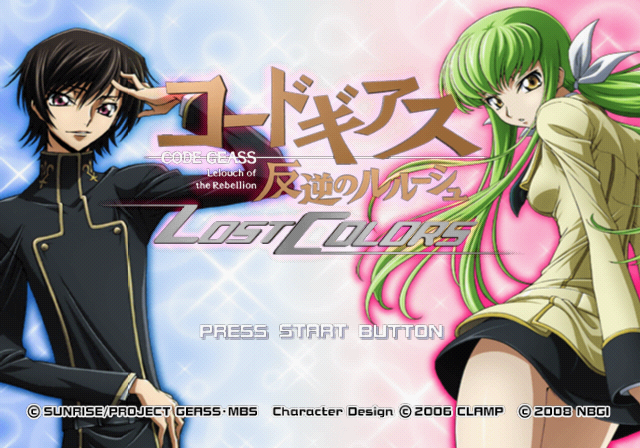 コードギアス
CODE GEASS
Lelouch of
the Rebellion
反逆のルルーシュ
LOST COLORS
PRESS START BUTTON
© SUNRISE/PROJECT GEASS・MBS Character Design © 2006 CLAMP © 2008 NBGI